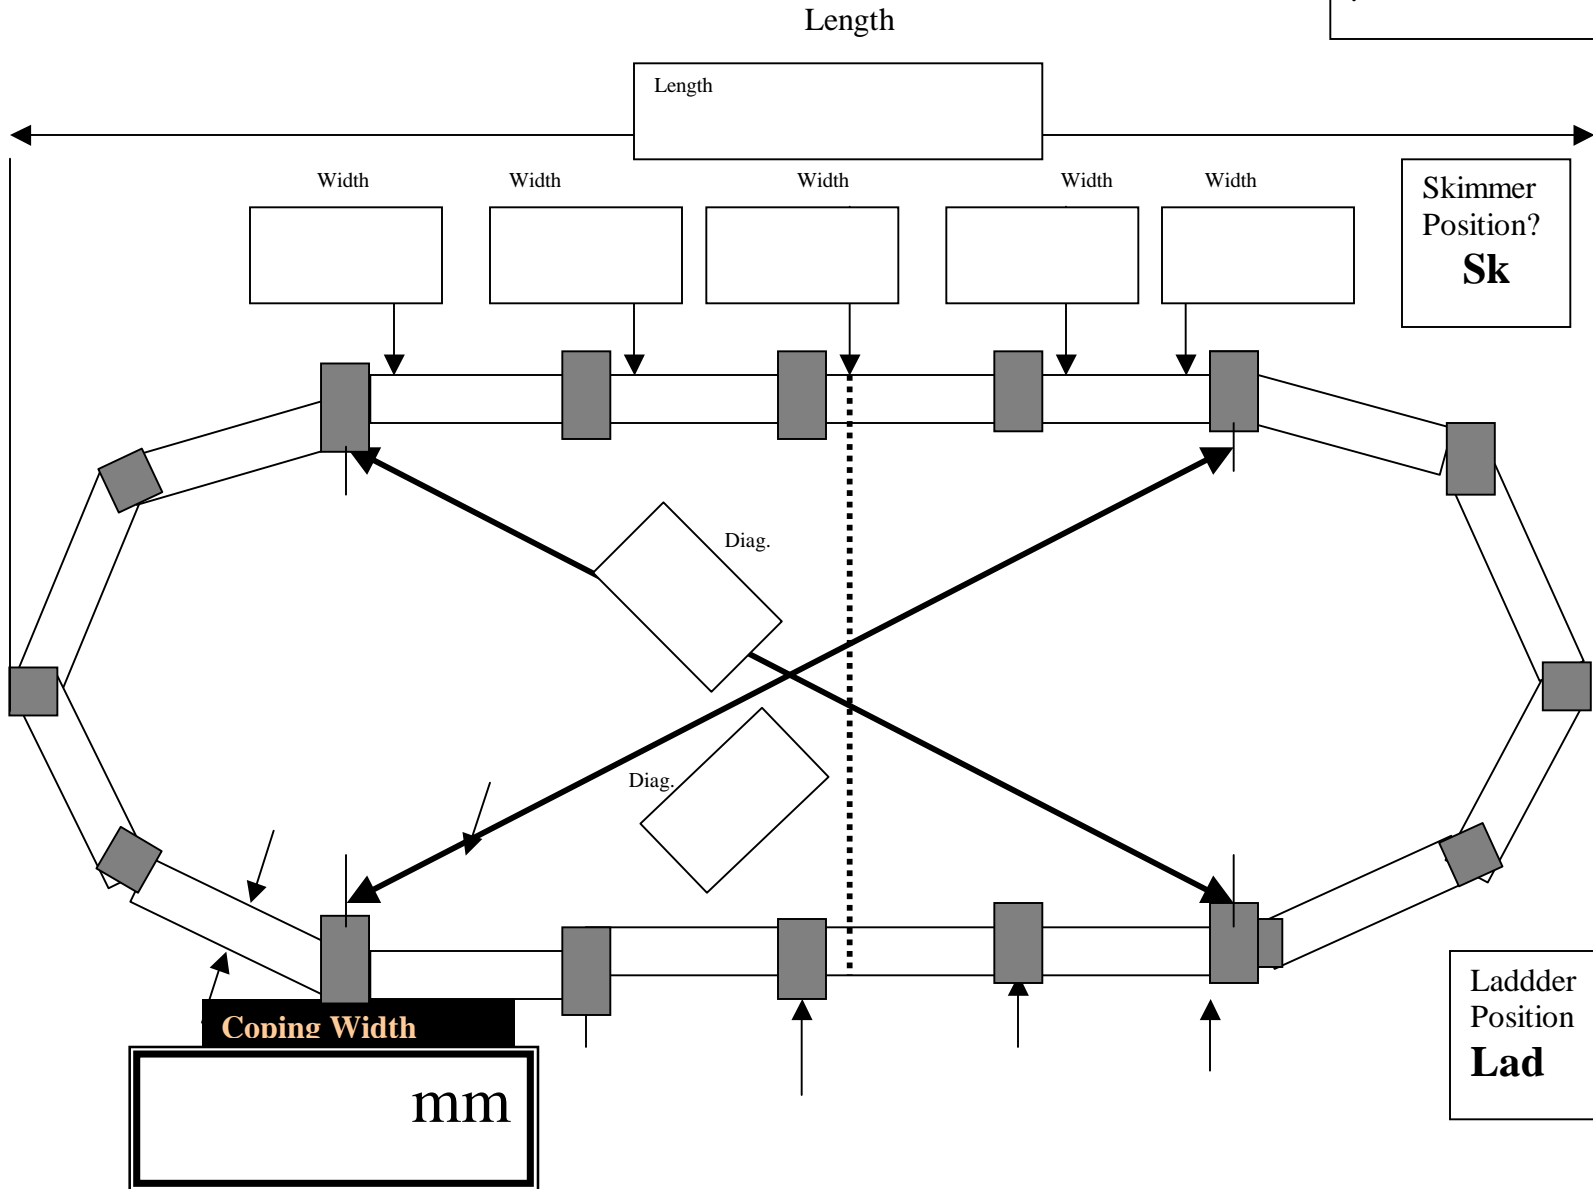 Length
Length
Width Width Width Width Width
Skimmer
Position?
Sk
Diag.
Diag.
Laddder
Position
Lad
Coping Width
mm